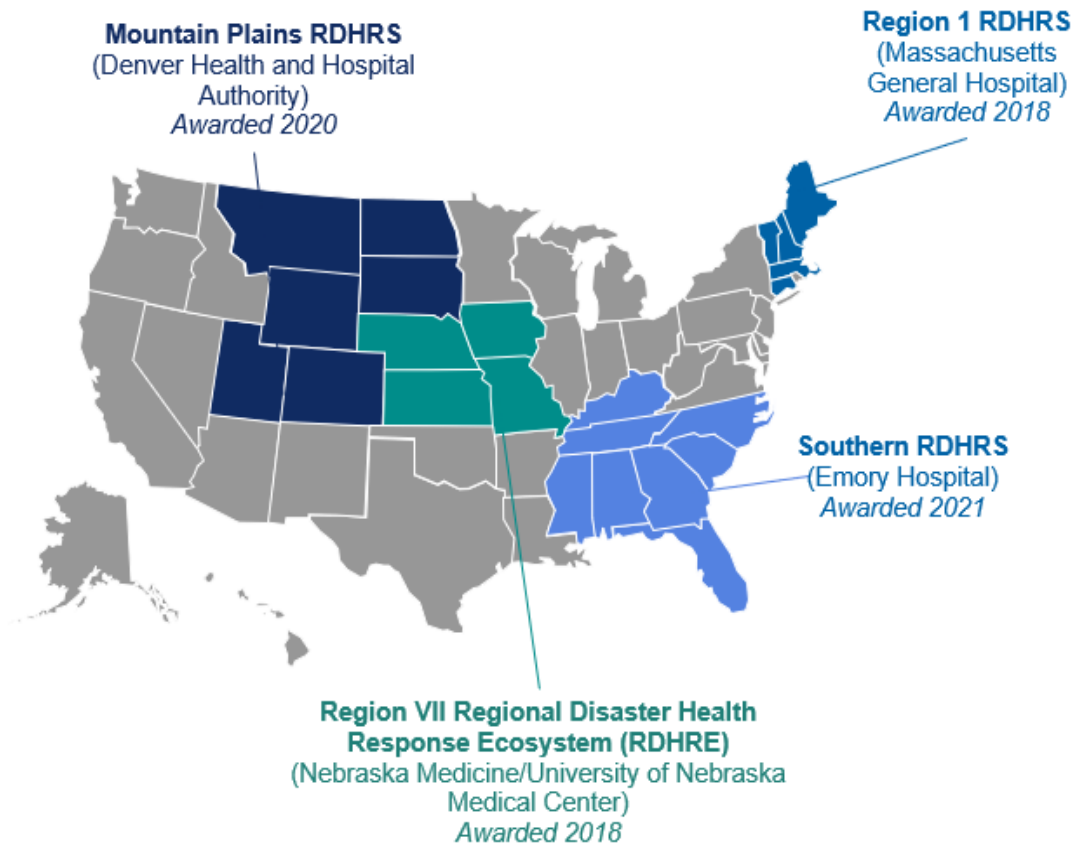 Mountain Plains RDHRS
(Denver Health and Hospital
Authority)
Awarded 2020
Region 1 RDHRS
(Massachusetts
General Hospital)
Awarded 2018
Southern RDHRS
(Emory Hospital)
Awarded 2021
Region VII Regional Disaster Health
Response Ecosystem (RDHRE)
(Nebraska Medicine/University of Nebraska
Medical Center)
Awarded 2018